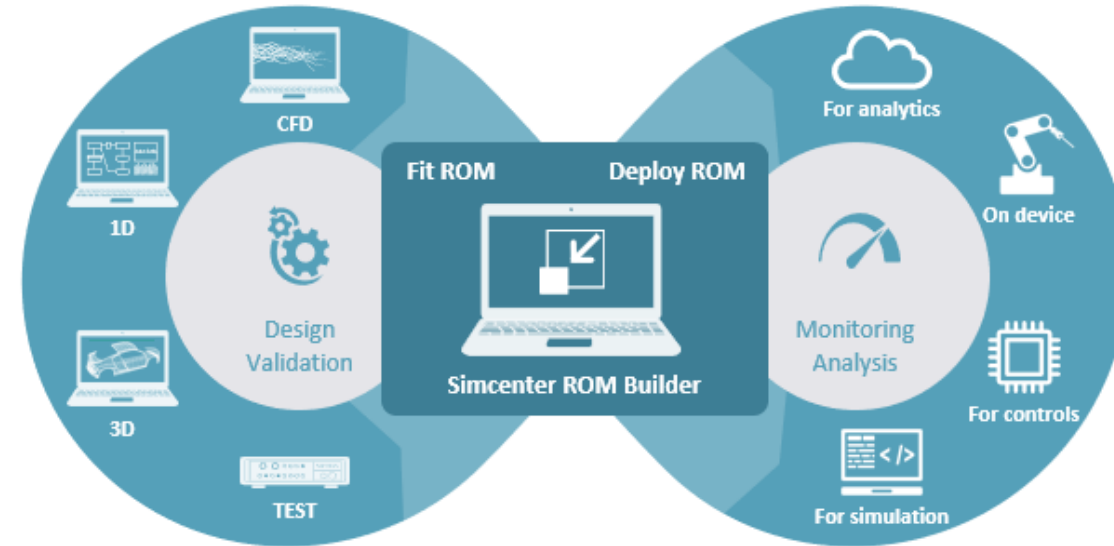 CFD
1D
3D
TEST
Design
Validation
Fit ROM
Deploy ROM
Simcenter ROM Builder
Monitoring
Analysis
For analytics
On device
For controls
For simulation
</>